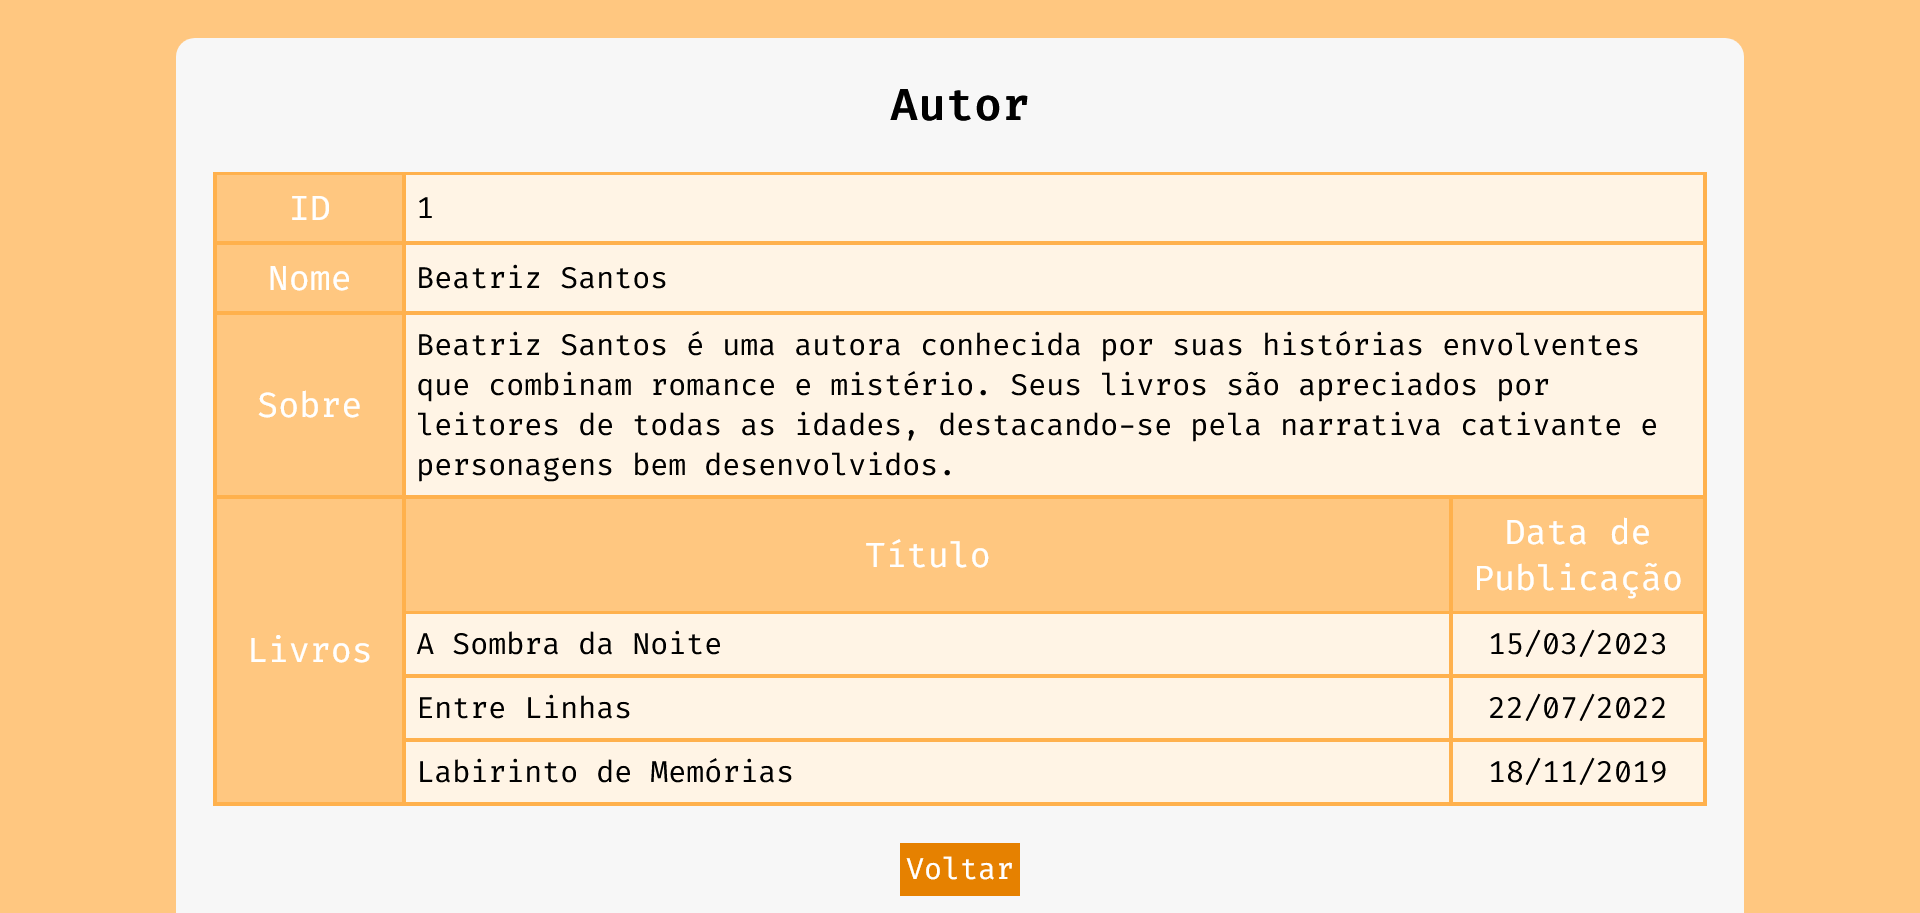 Autor
ID 1
Nome Beatriz Santos
Sobre Beatriz Santos é uma autora conhecida por suas histórias envolventes
que combinam romance e mistério. Seus livros são apreciados por
leitores de todas as idades, destacando-se pela narrativa cativante e
personagens bem desenvolvidos.
Livros
Título Data de
Publicação
A Sombra da Noite 15/03/2023
Entre Linhas 22/07/2022
Labirinto de Memórias 18/11/2019
Voltar